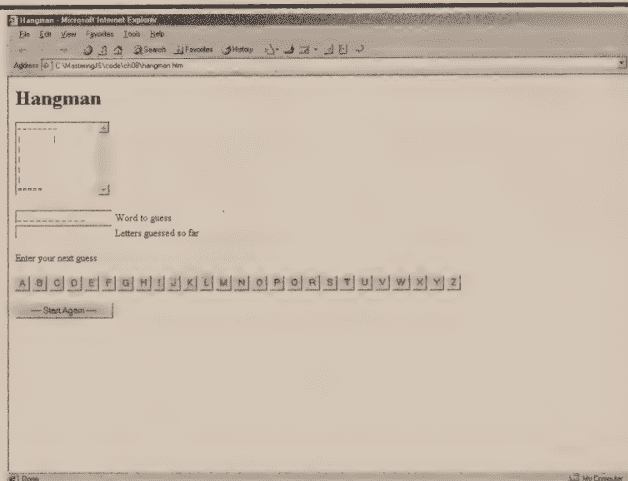 Hangman - Microsoft Internet Explorer
File Edit View Favorites Tools Help
Search Favorites History
Address C:\MasteringJS\code\ch08\hangman.htm
Hangman
Word to guess
Letters guessed so far
Enter your next guess
A B C D E F G H I J K L M N O P Q R S T U V W X Y Z
---- Start Again ----
Done My Computer